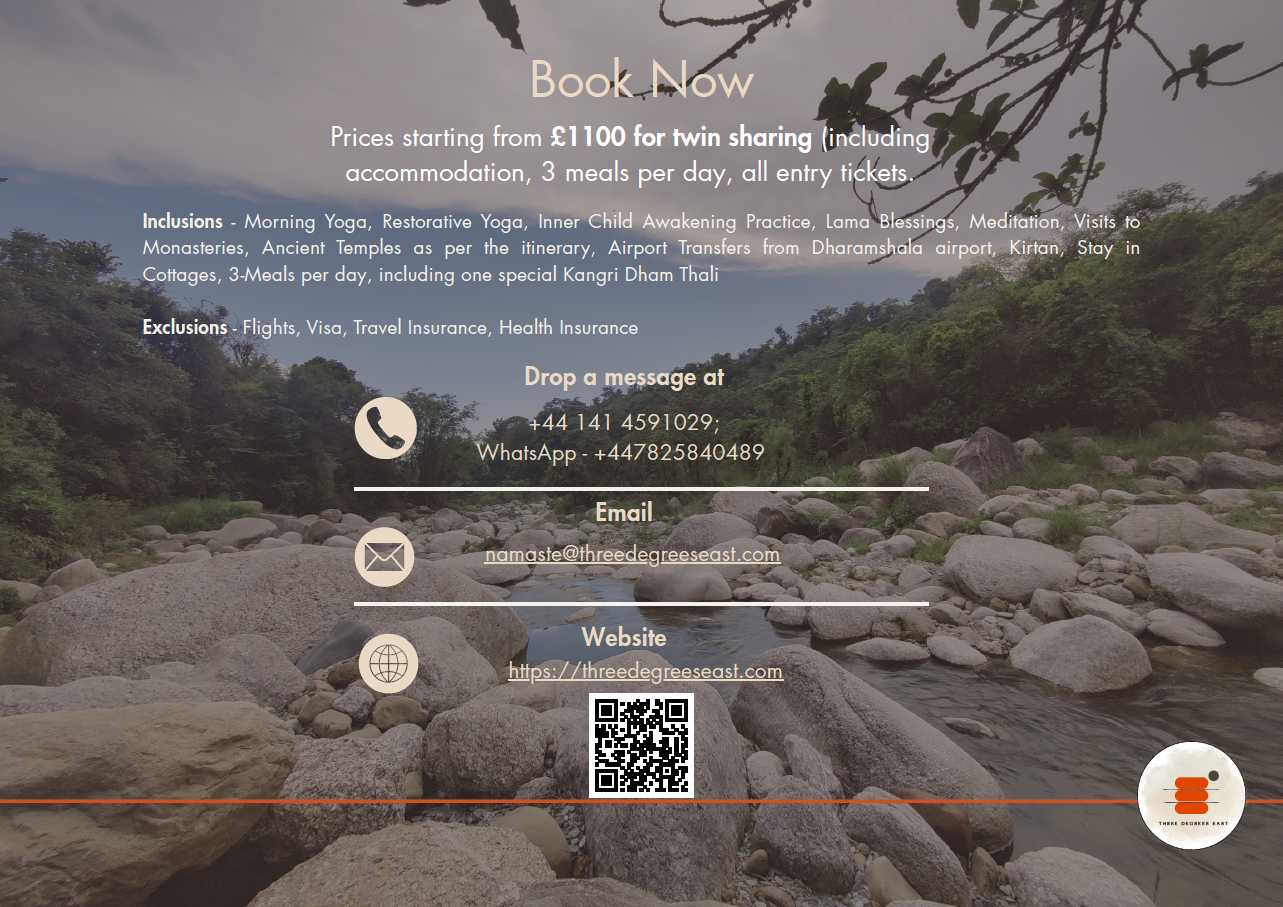 Book Now
Prices starting from £1100 for twin sharing (including
accommodation, 3 meals per day, all entry tickets.
Inclusions - Morning Yoga, Restorative Yoga, Inner Child Awakening Practice, Lama Blessings, Meditation, Visits to
Monasteries, Ancient Temples as per the itinerary, Airport Transfers from Dharamshala airport, Kirtan, Stay in
Cottages, 3-Meals per day, including one special Kangri Dham Thali
Exclusions - Flights, Visa, Travel Insurance, Health Insurance
Drop a message at
+44 141 4591029;
WhatsApp - +447825840489
Email
namaste@threedegreeseast.com
Website
https://threedegreeseast.com
THREE DEGREES EAST